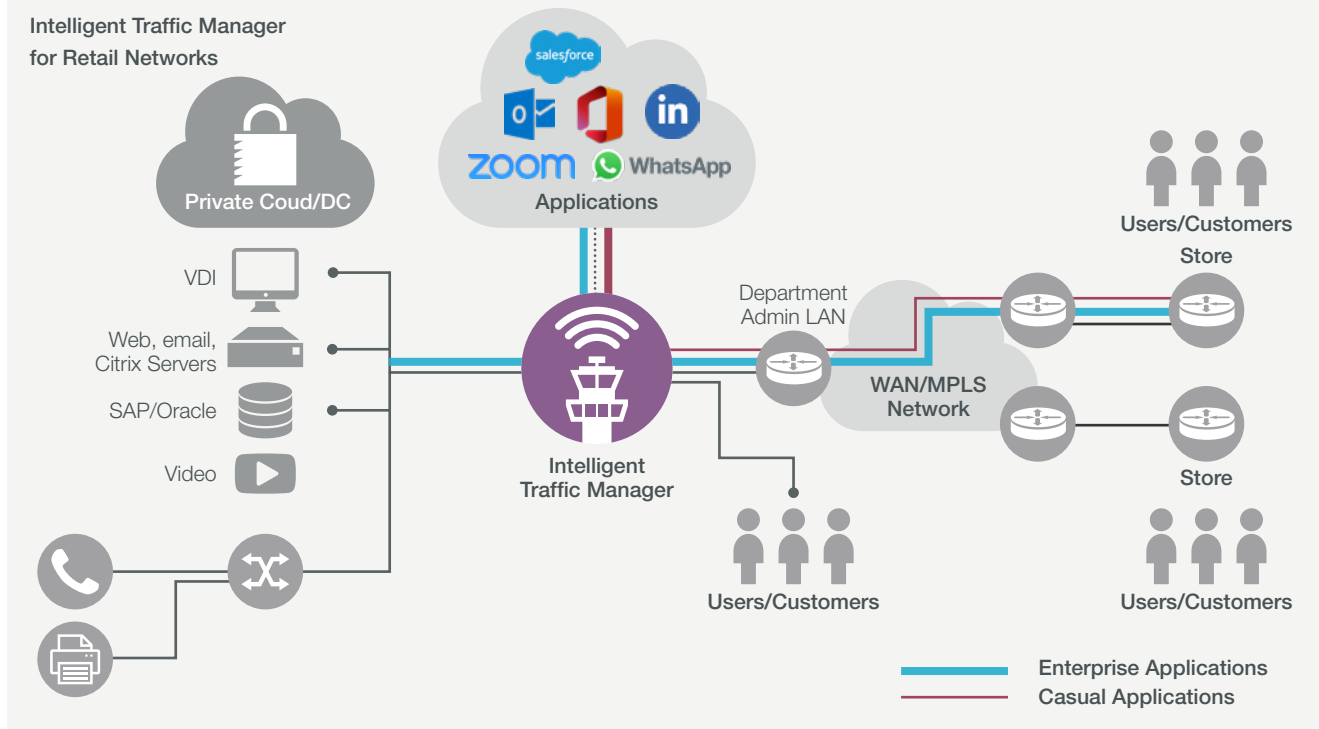 Intelligent Traffic Manager
for Retail Networks
salesforce
o
in
zoom
WhatsApp
Applications
Private Coud/DC
VDI
Web, email,
Citrix Servers
SAP/Oracle
Video
Intelligent
Traffic Manager
Department
Admin LAN
WAN/MPLS
Network
Users/Customers
Store
Store
Users/Customers
Users/Customers
Enterprise Applications
Casual Applications